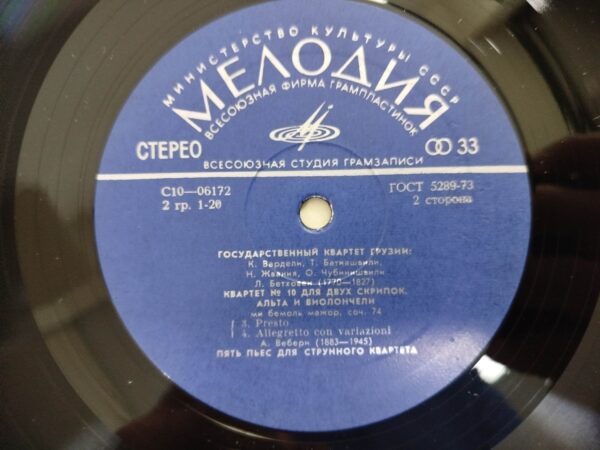 МИНИСТЕРСТВО КУЛЬТУРЫ СССР
МЕЛОДИЯ
ВСЕСОЮЗНАЯ ФИРМА ГРАМПЛАСТИНОК
СТЕРЕО 33
ВСЕСОЮЗНАЯ СТУДИЯ ГРАМЗАПИСИ
С10—06172 ГОСТ 5289-73
2 гр. 1-20 2 сторона
ГОСУДАРСТВЕННЫЙ КВАРТЕТ ГРУЗИИ:
К. Вардели, Т. Батиашвили,
Н. Жвания, О. Чубинишвили
Л. Бетховен (1770—1827)
КВАРТЕТ № 10 ДЛЯ ДВУХ СКРИПОК,
АЛЬТА И ВИОЛОНЧЕЛИ
ми бемоль мажор, соч. 74
3. Presto
4. Allegretto con variazioni
А. Веберн (1883—1945)
ПЯТЬ ПЬЕС ДЛЯ СТРУННОГО КВАРТЕТА